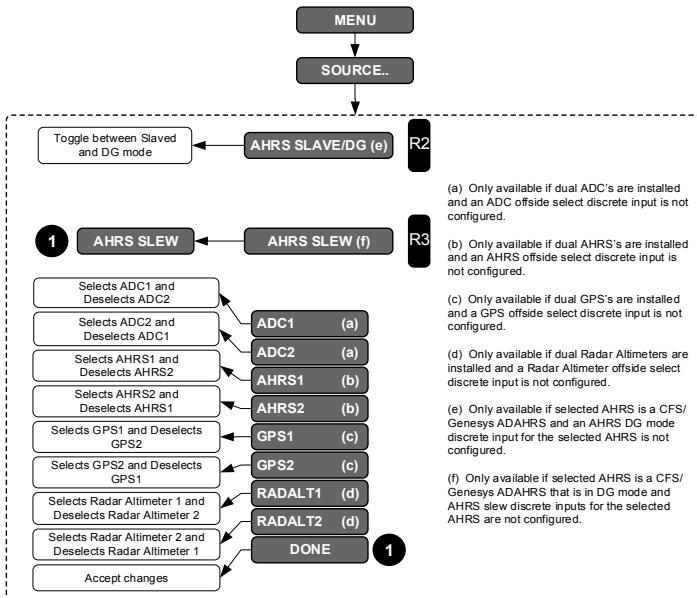 MENU
SOURCE..
Toggle between Slaved
and DG mode
AHRS SLAVE/DG (e)
R2
1
AHRS SLEW
AHRS SLEW (f)
R3
Selects ADC1 and
Deselects ADC2
Selects ADC2 and
Deselects ADC1
Selects AHRS1 and
Deselects AHRS2
Selects AHRS2 and
Deselects AHRS1
Selects GPS1 and Deselects
GPS2
Selects GPS2 and Deselects
GPS1
Selects Radar Altimeter 1 and
Deselects Radar Altimeter 2
Selects Radar Altimeter 2 and
Deselects Radar Altimeter 1
Accept changes
ADC1 (a)
ADC2 (a)
AHRS1 (b)
AHRS2 (b)
GPS1 (c)
GPS2 (c)
RADALT1 (d)
RADALT2 (d)
DONE
1
(a) Only available if dual ADC's are installed
and an ADC offside select discrete input is not
configured.
(b) Only available if dual AHRS's are installed
and an AHRS offside select discrete input is
not configured.
(c) Only available if dual GPS's are installed
and a GPS offside select discrete input is not
configured.
(d) Only available if dual Radar Altimeters are
installed and a Radar Altimeter offside select
discrete input is not configured.
(e) Only available if selected AHRS is a CFS/
Genesys ADAHRS and an AHRS DG mode
discrete input for the selected AHRS is not
configured.
(f) Only available if selected AHRS is a CFS/
Genesys ADAHRS that is in DG mode and
AHRS slew discrete inputs for the selected
AHRS are not configured.